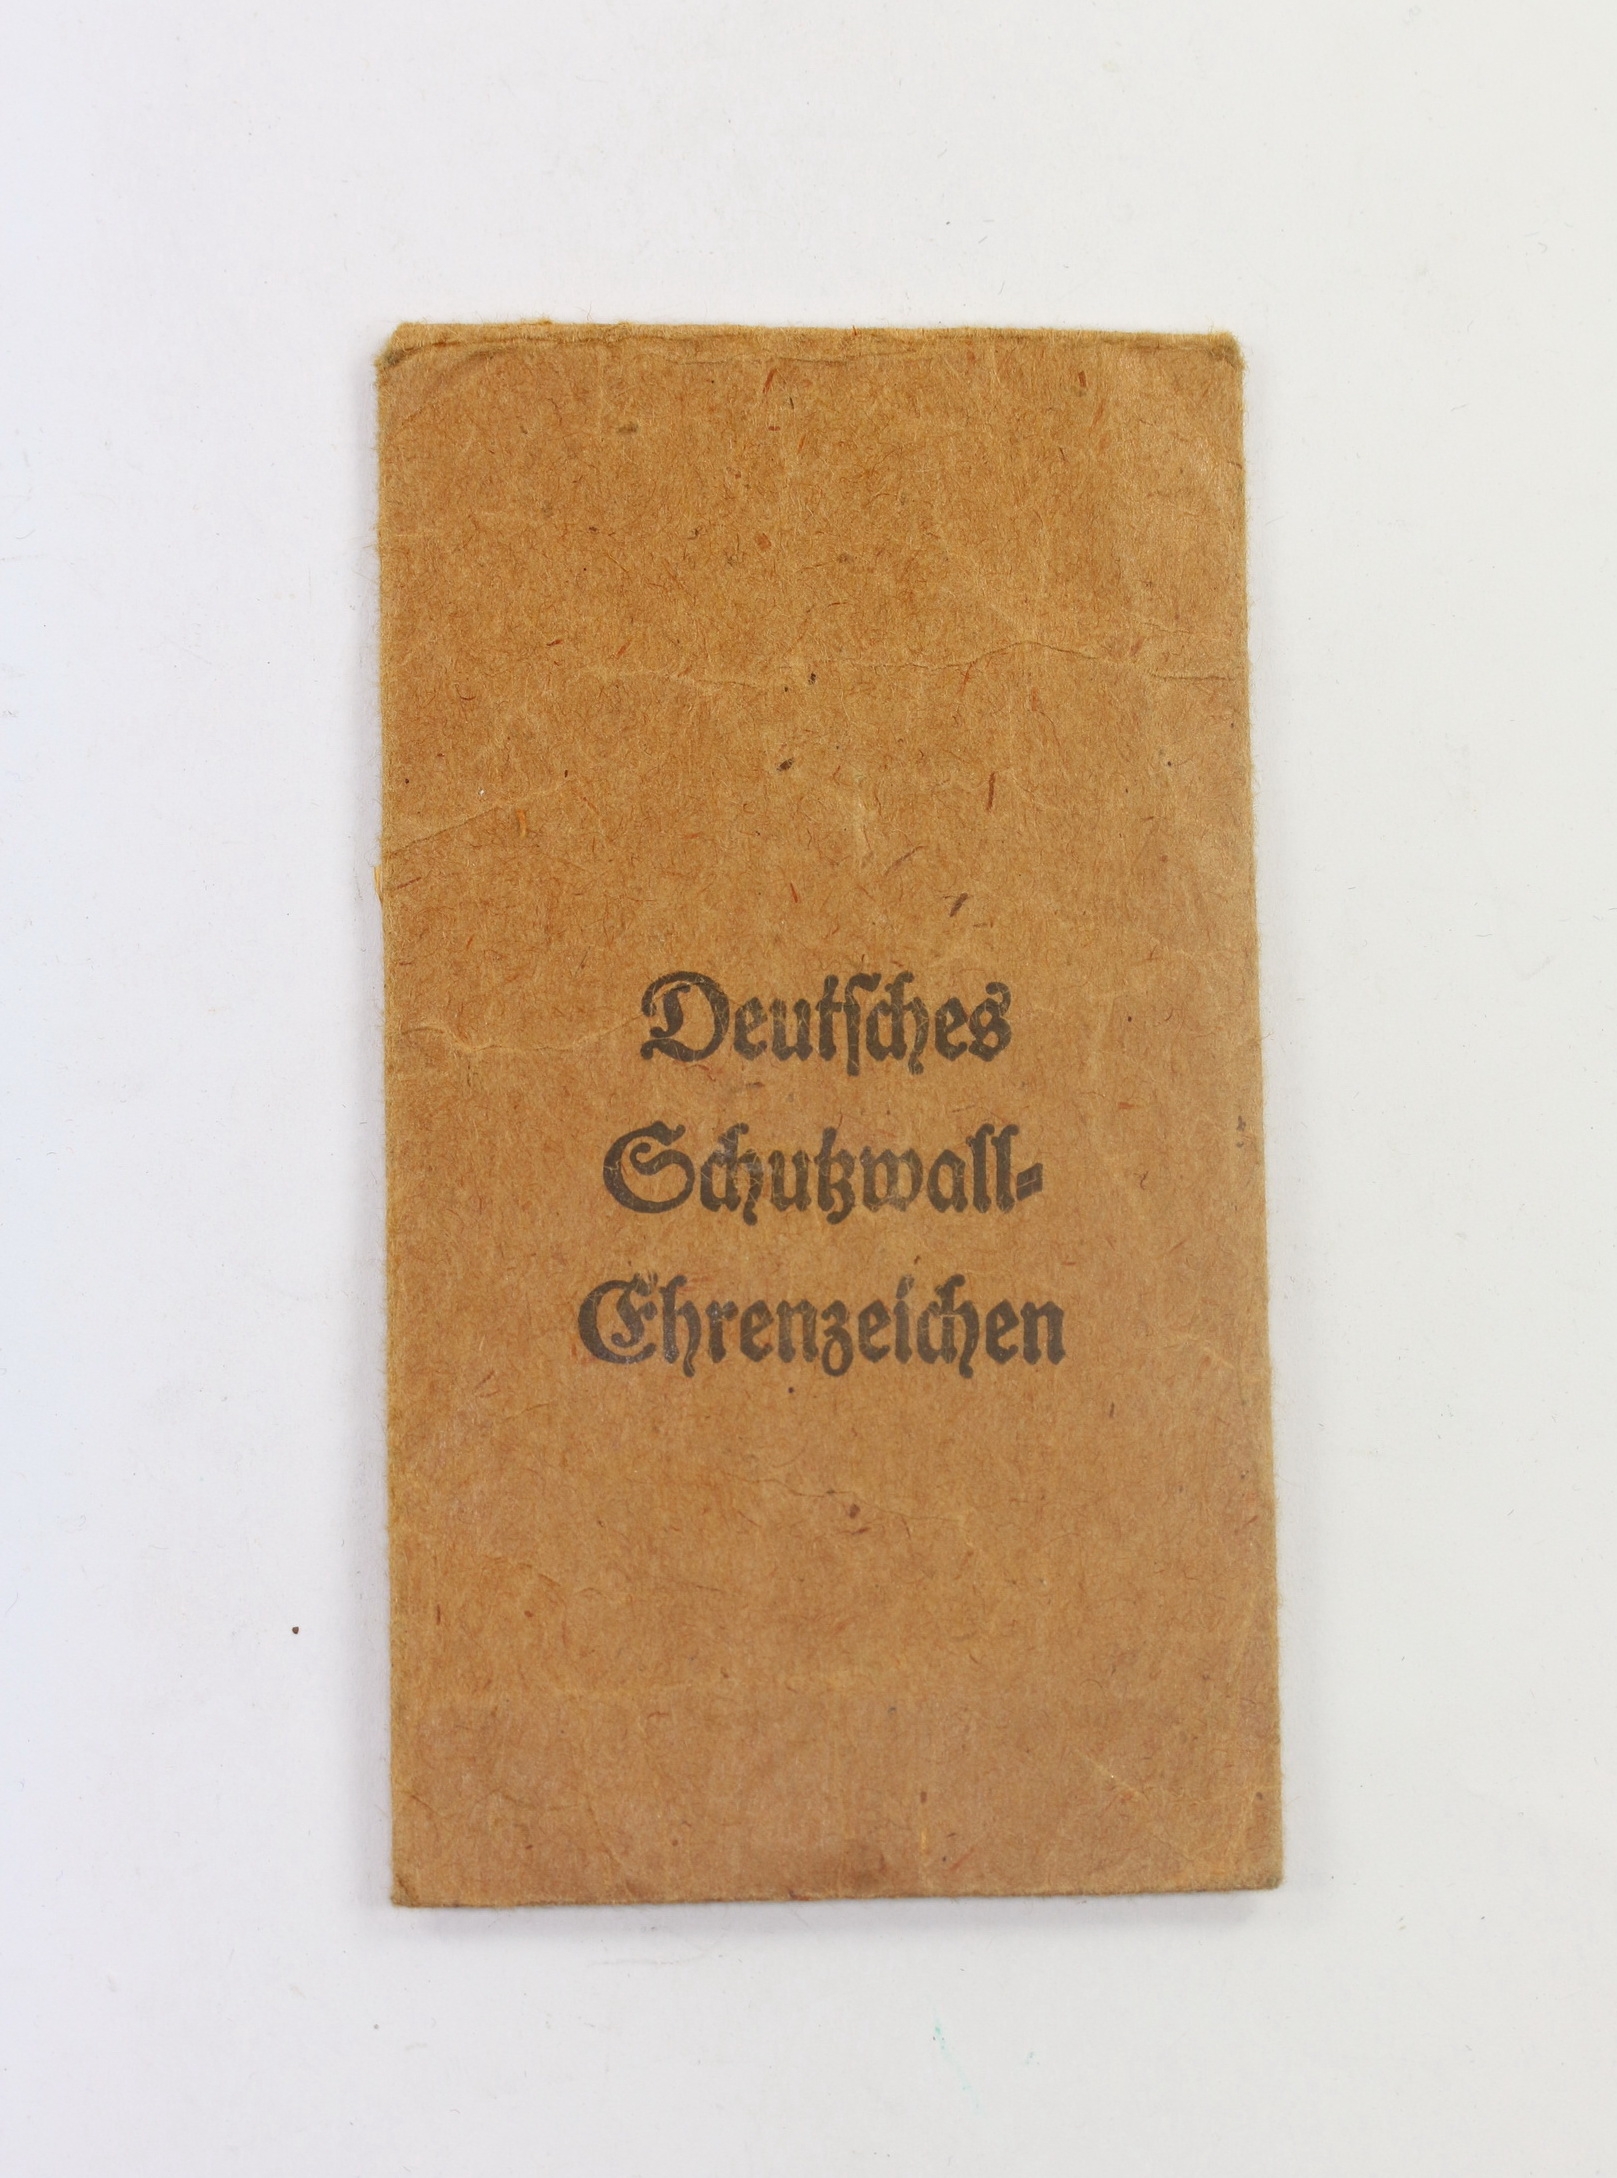 Deutſches
Schutzwall-
Ehrenzeichen